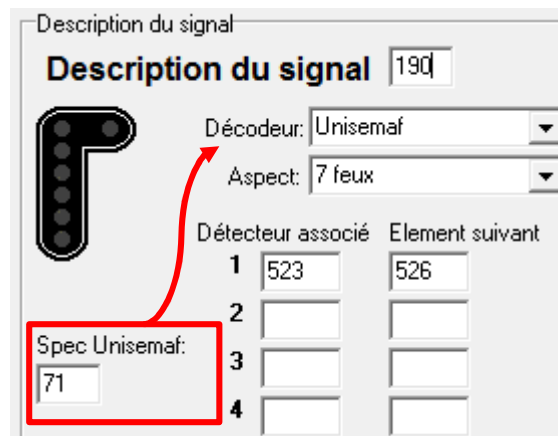 Description du signal
Description du signal 190
Décodeur: Unisemaf
Aspect: 7 feux
Détecteur associé Element suivant
1 523 526
2
Spec Unisemaf:
3
71
4